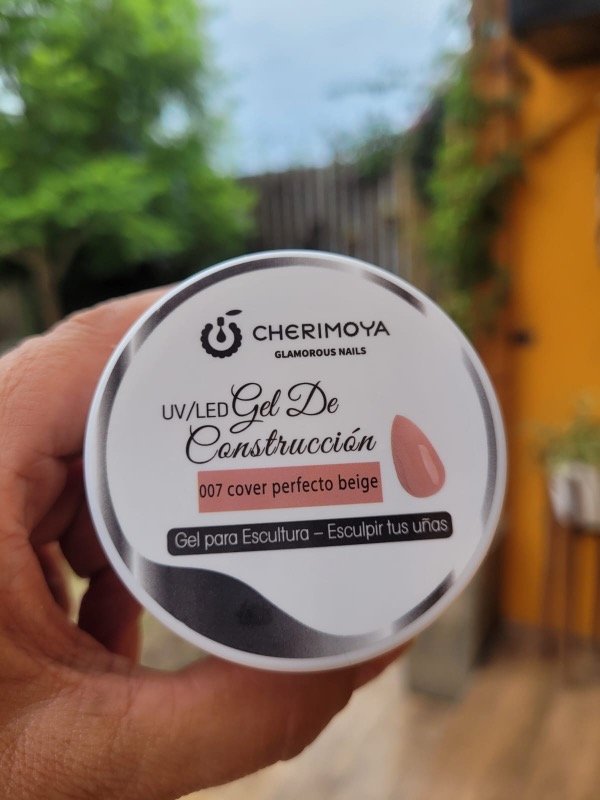 CHERIMOYA
GLAMOROUS NAILS
UV/LED Gel De
Construcción
007 cover perfecto beige
Gel para Escultura – Esculpir tus uñas